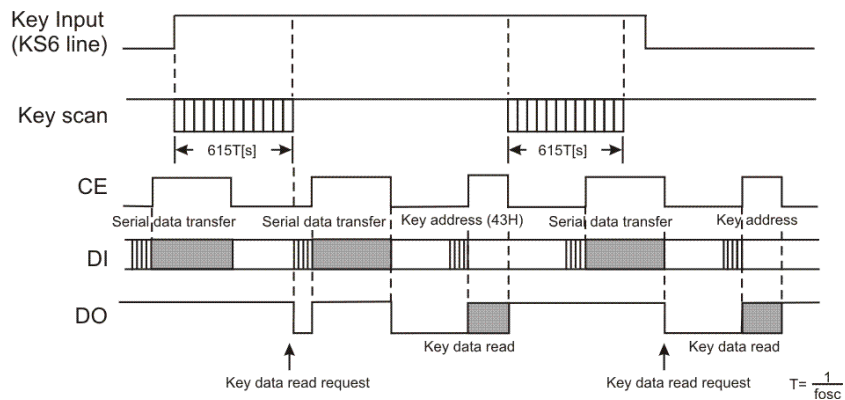 Key Input
(KS6 line)
Key scan
615T[s]
615T[s]
CE
Serial data transfer
Serial data transfer
Key address (43H)
Serial data transfer
Key address
DI
DO
Key data read
Key data read
Key data read request
Key data read request
T= 1
fosc